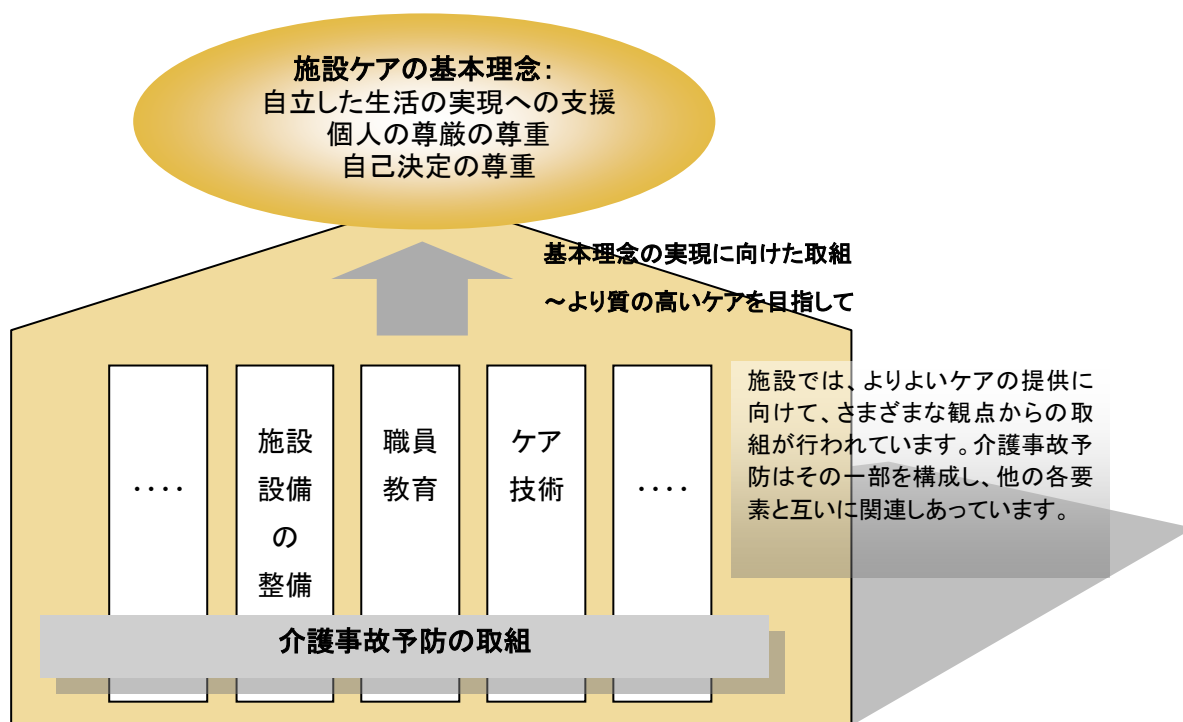 施設ケアの基本理念：
自立した生活の実現への支援
個人の尊厳の尊重
自己決定の尊重
基本理念の実現に向けた取組
～より質の高いケアを目指して
‥‥
施設
設備
の
整備
職員
教育
ケア
技術
‥‥
施設では、よりよいケアの提供に
向けて、さまざまな観点からの取
組が行われています。介護事故予
防はその一部を構成し、他の各要
素と互いに関連しあっています。
介護事故予防の取組